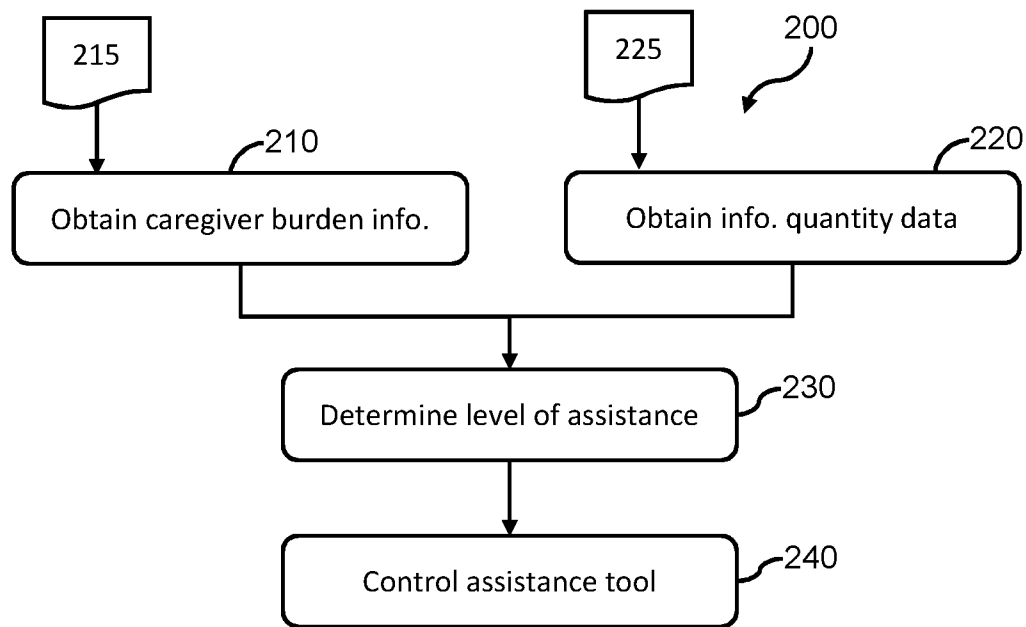 215
225
200
210
220
Obtain caregiver burden info.
Obtain info. quantity data
230
Determine level of assistance
240
Control assistance tool